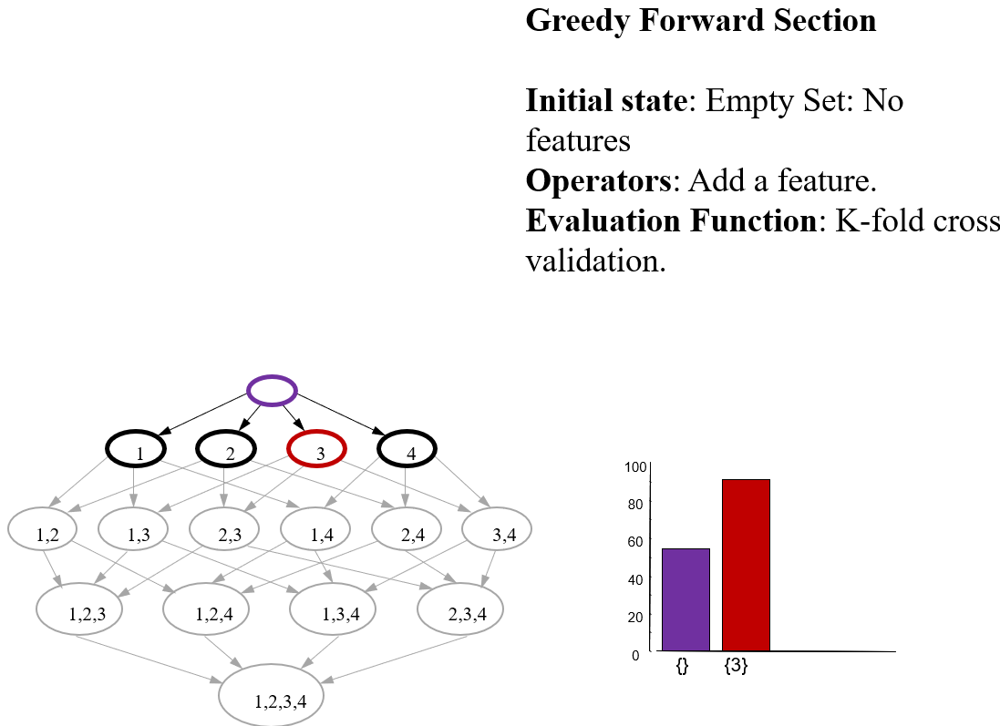 Greedy Forward Section
Initial state: Empty Set: No
features
Operators: Add a feature.
Evaluation Function: K-fold cross
validation.
1 2 3 4
1,2 1,3 2,3 1,4 2,4 3,4
1,2,3 1,2,4 1,3,4 2,3,4
1,2,3,4
100
80
60
40
20
0
{} {3}